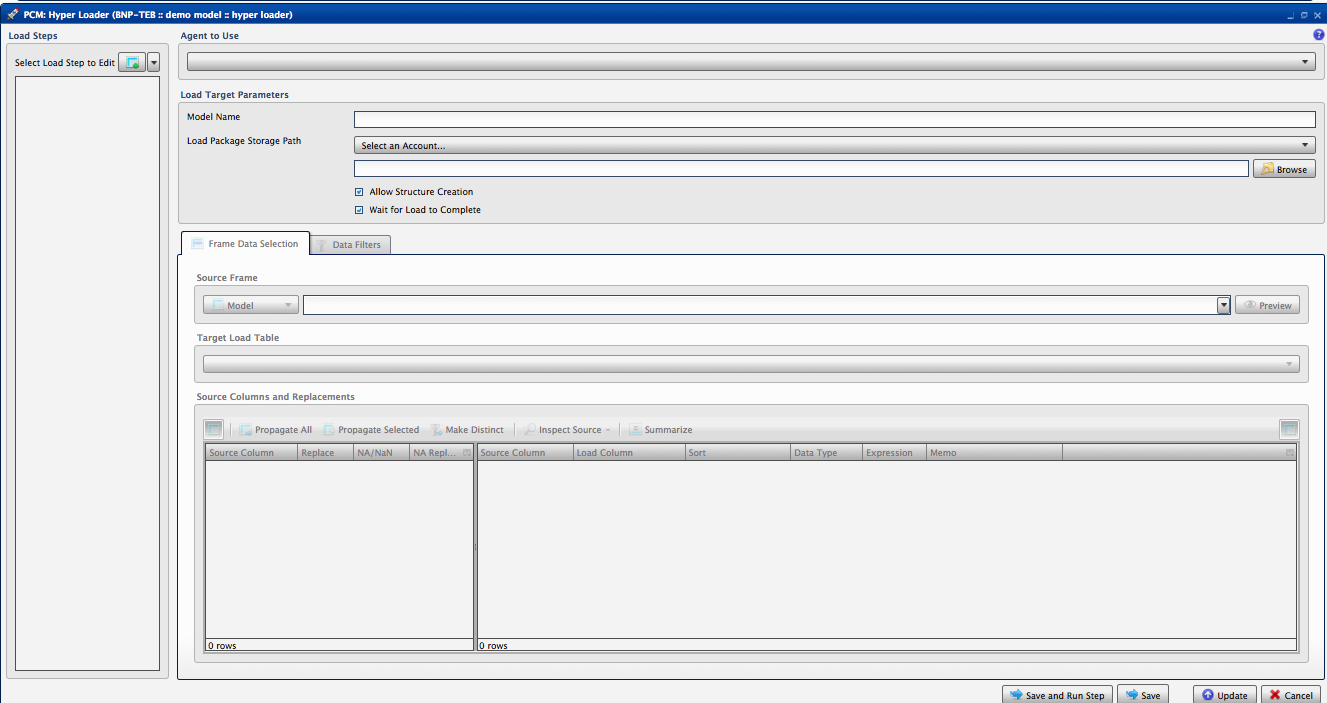 PCM: Hyper Loader (BNP-TEB :: demo model :: hyper loader)
Load Steps
Agent to Use
?
Select Load Step to Edit
Load Target Parameters
Model Name
Load Package Storage Path
Select an Account...
Browse
Allow Structure Creation
Wait for Load to Complete
Frame Data Selection
Data Filters
Source Frame
Model
Preview
Target Load Table
Source Columns and Replacements
Propagate All
Propagate Selected
Make Distinct
Inspect Source
Summarize
Source Column
Replace
NA/NaN
NA Repl...
Source Column
Load Column
Sort
Data Type
Expression
Memo
0 rows
0 rows
Save and Run Step
Save
Update
Cancel